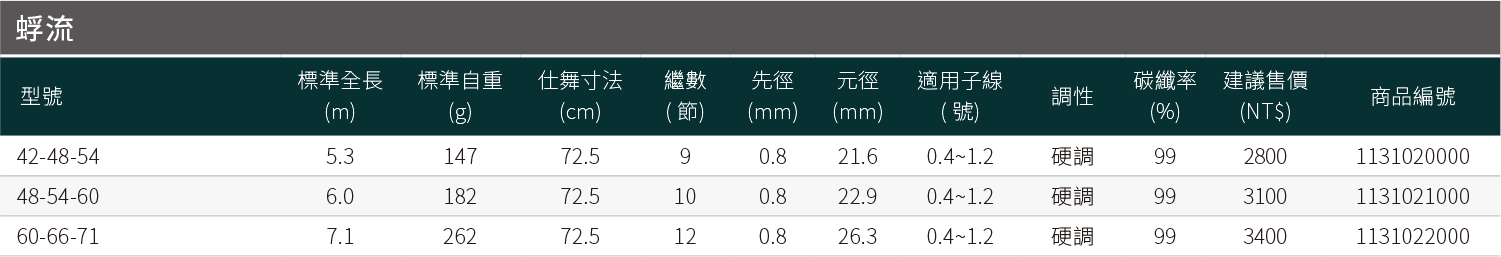 蜉流
型號 標準全長 (m) 標準自重 (g) 仕舞寸法 (cm) 繼數 ( 節) 先徑 (mm) 元徑 (mm) 適用子線 ( 號) 調性 碳纖率 (%) 建議售價 (NT$) 商品編號
42-48-54 5.3 147 72.5 9 0.8 21.6 0.4~1.2 硬調 99 2800 1131020000
48-54-60 6.0 182 72.5 10 0.8 22.9 0.4~1.2 硬調 99 3100 1131021000
60-66-71 7.1 262 72.5 12 0.8 26.3 0.4~1.2 硬調 99 3400 1131022000